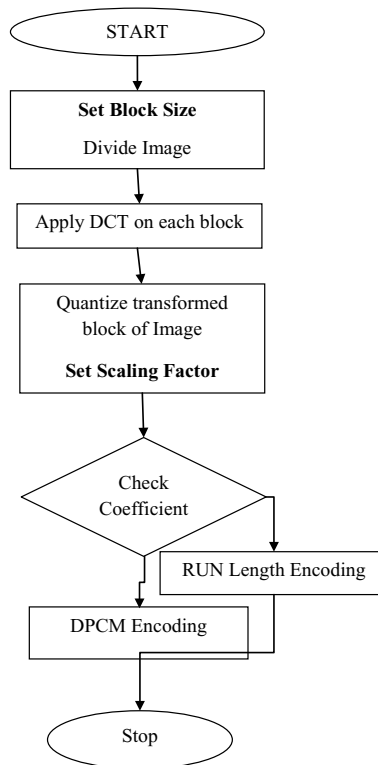 START
Set Block Size
Divide Image
Apply DCT on each block
Quantize transformed
block of Image
Set Scaling Factor
Check
Coefficient
RUN Length Encoding
DPCM Encoding
Stop